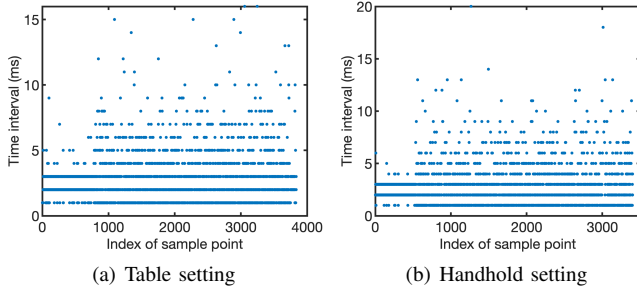 15
10
5
0
Time interval (ms)
0 1000 2000 3000 4000
Index of sample point
(a) Table setting
20
15
10
5
0
Time interval (ms)
0 1000 2000 3000
Index of sample point
(b) Handhold setting